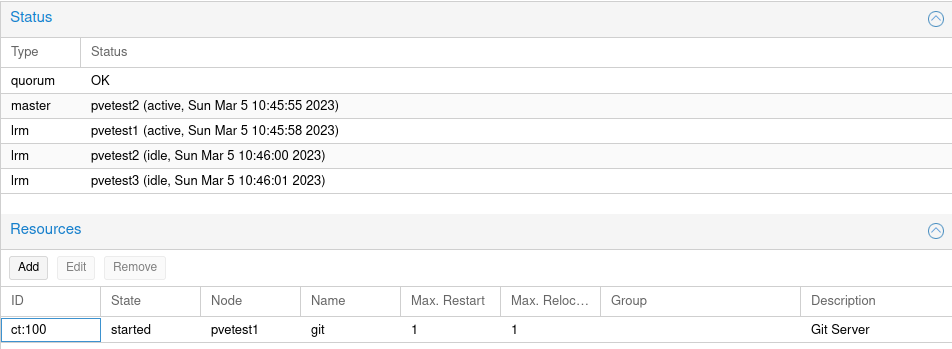 Status
Type Status
quorum OK
master pvetest2 (active, Sun Mar 5 10:45:55 2023)
lrm pvetest1 (active, Sun Mar 5 10:45:58 2023)
lrm pvetest2 (idle, Sun Mar 5 10:46:00 2023)
lrm pvetest3 (idle, Sun Mar 5 10:46:01 2023)
Resources
Add Edit Remove
ID State Node Name Max. Restart Max. Reloc... Group Description
ct:100 started pvetest1 git 1 1 Git Server